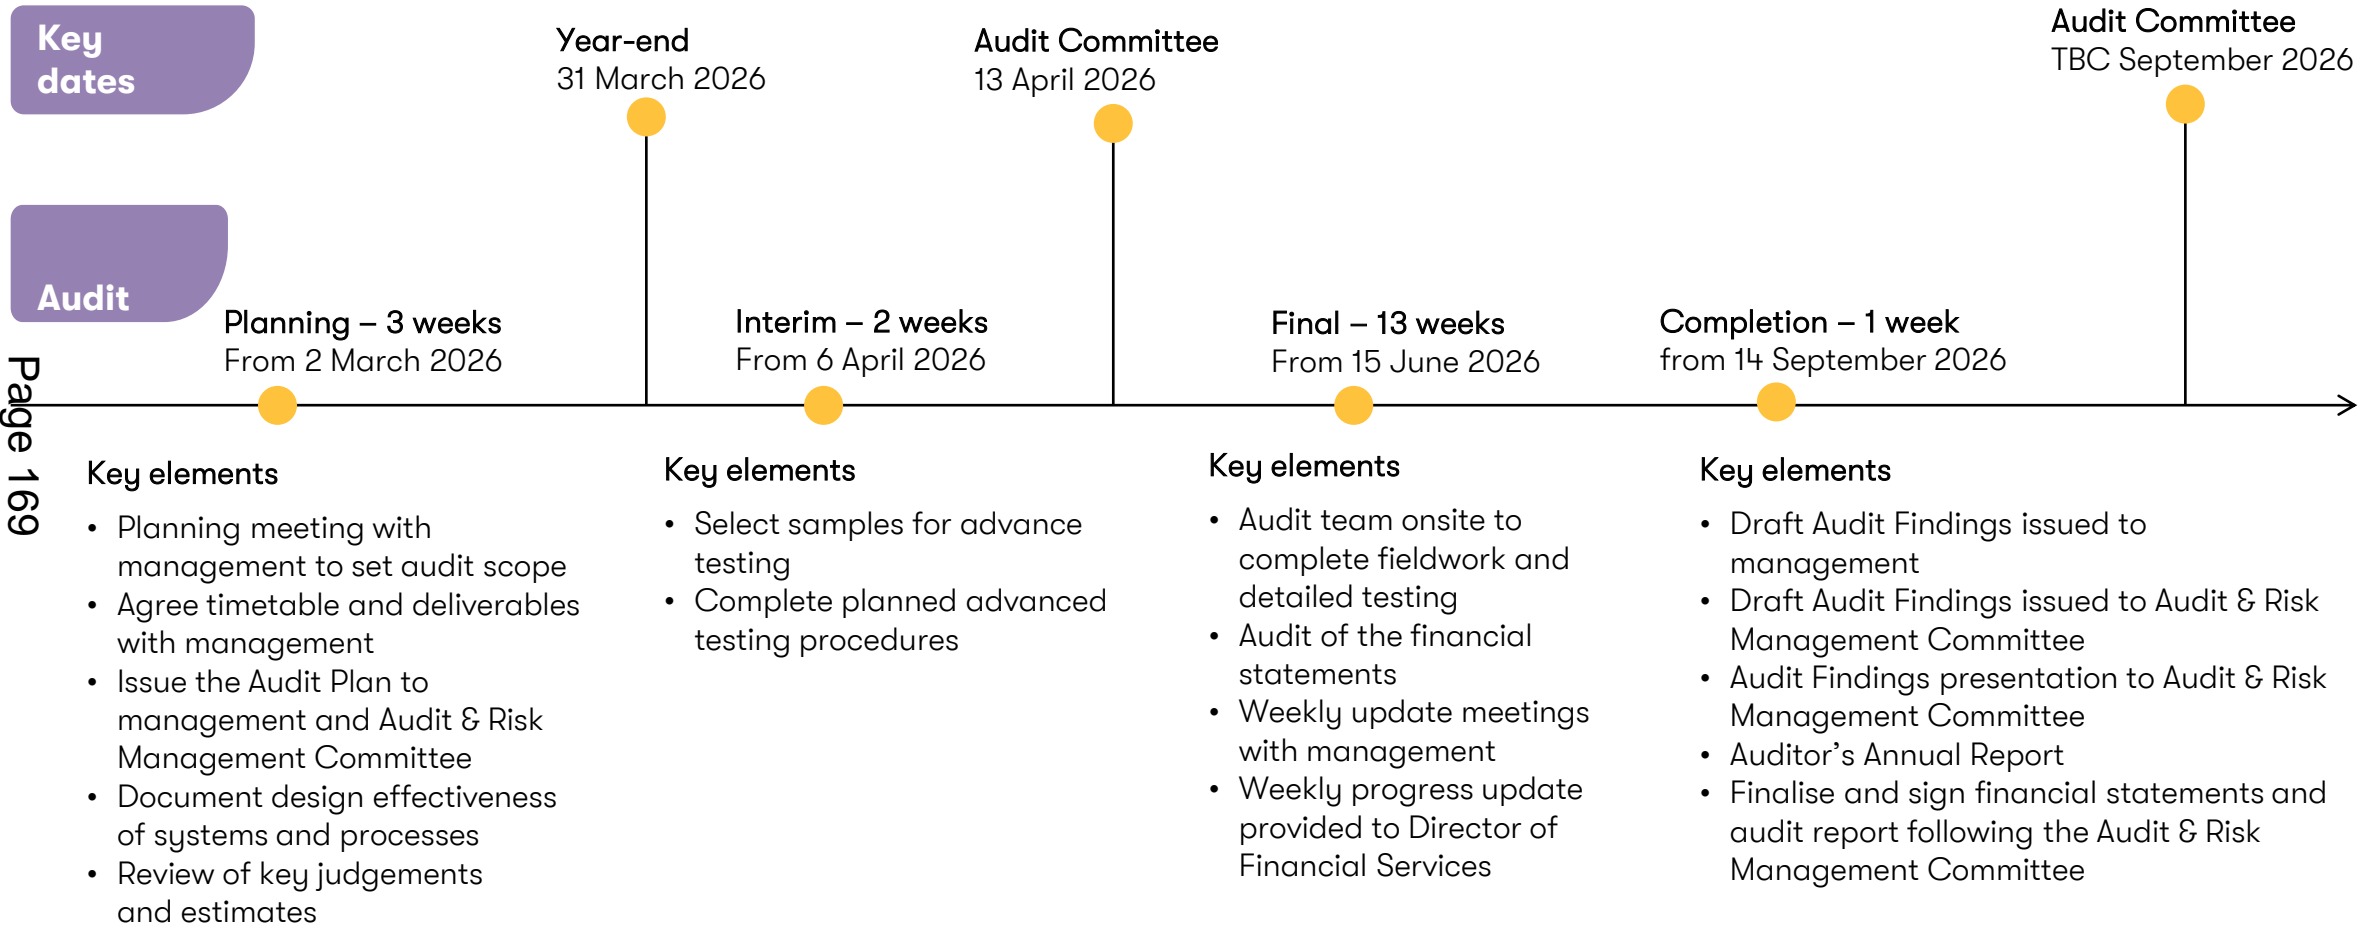 Key
dates
Year-end
31 March 2026
Audit Committee
13 April 2026
Audit Committee
TBC September 2026
Audit
Planning – 3 weeks
From 2 March 2026
Interim – 2 weeks
From 6 April 2026
Final – 13 weeks
From 15 June 2026
Completion – 1 week
from 14 September 2026
Page 169
Key elements
• Planning meeting with
management to set audit scope
• Agree timetable and deliverables
with management
• Issue the Audit Plan to
management and Audit & Risk
Management Committee
• Document design effectiveness
of systems and processes
• Review of key judgements
and estimates
Key elements
• Select samples for advance
testing
• Complete planned advanced
testing procedures
Key elements
• Audit team onsite to
complete fieldwork and
detailed testing
• Audit of the financial
statements
• Weekly update meetings
with management
• Weekly progress update
provided to Director of
Financial Services
Key elements
• Draft Audit Findings issued to
management
• Draft Audit Findings issued to Audit & Risk
Management Committee
• Audit Findings presentation to Audit & Risk
Management Committee
• Auditor’s Annual Report
• Finalise and sign financial statements and
audit report following the Audit & Risk
Management Committee